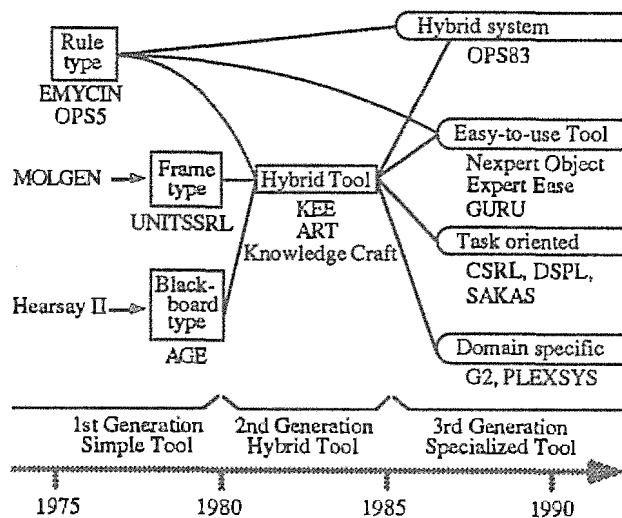 Rule
type
EMYCIN
OPS5
MOLGEN
Frame
type
UNITSSRL
Hearsay II
Black-
board
type
AGE
Hybrid Tool
KEE
ART
Knowledge Craft
Hybrid system
OPS83
Easy-to-use Tool
Nexpert Object
Expert Ease
GURU
Task oriented
CSRL, DSPL,
SAKAS
Domain specific
G2, PLEXSYS
1st Generation
Simple Tool
2nd Generation
Hybrid Tool
3rd Generation
Specialized Tool
1975
1980
1985
1990